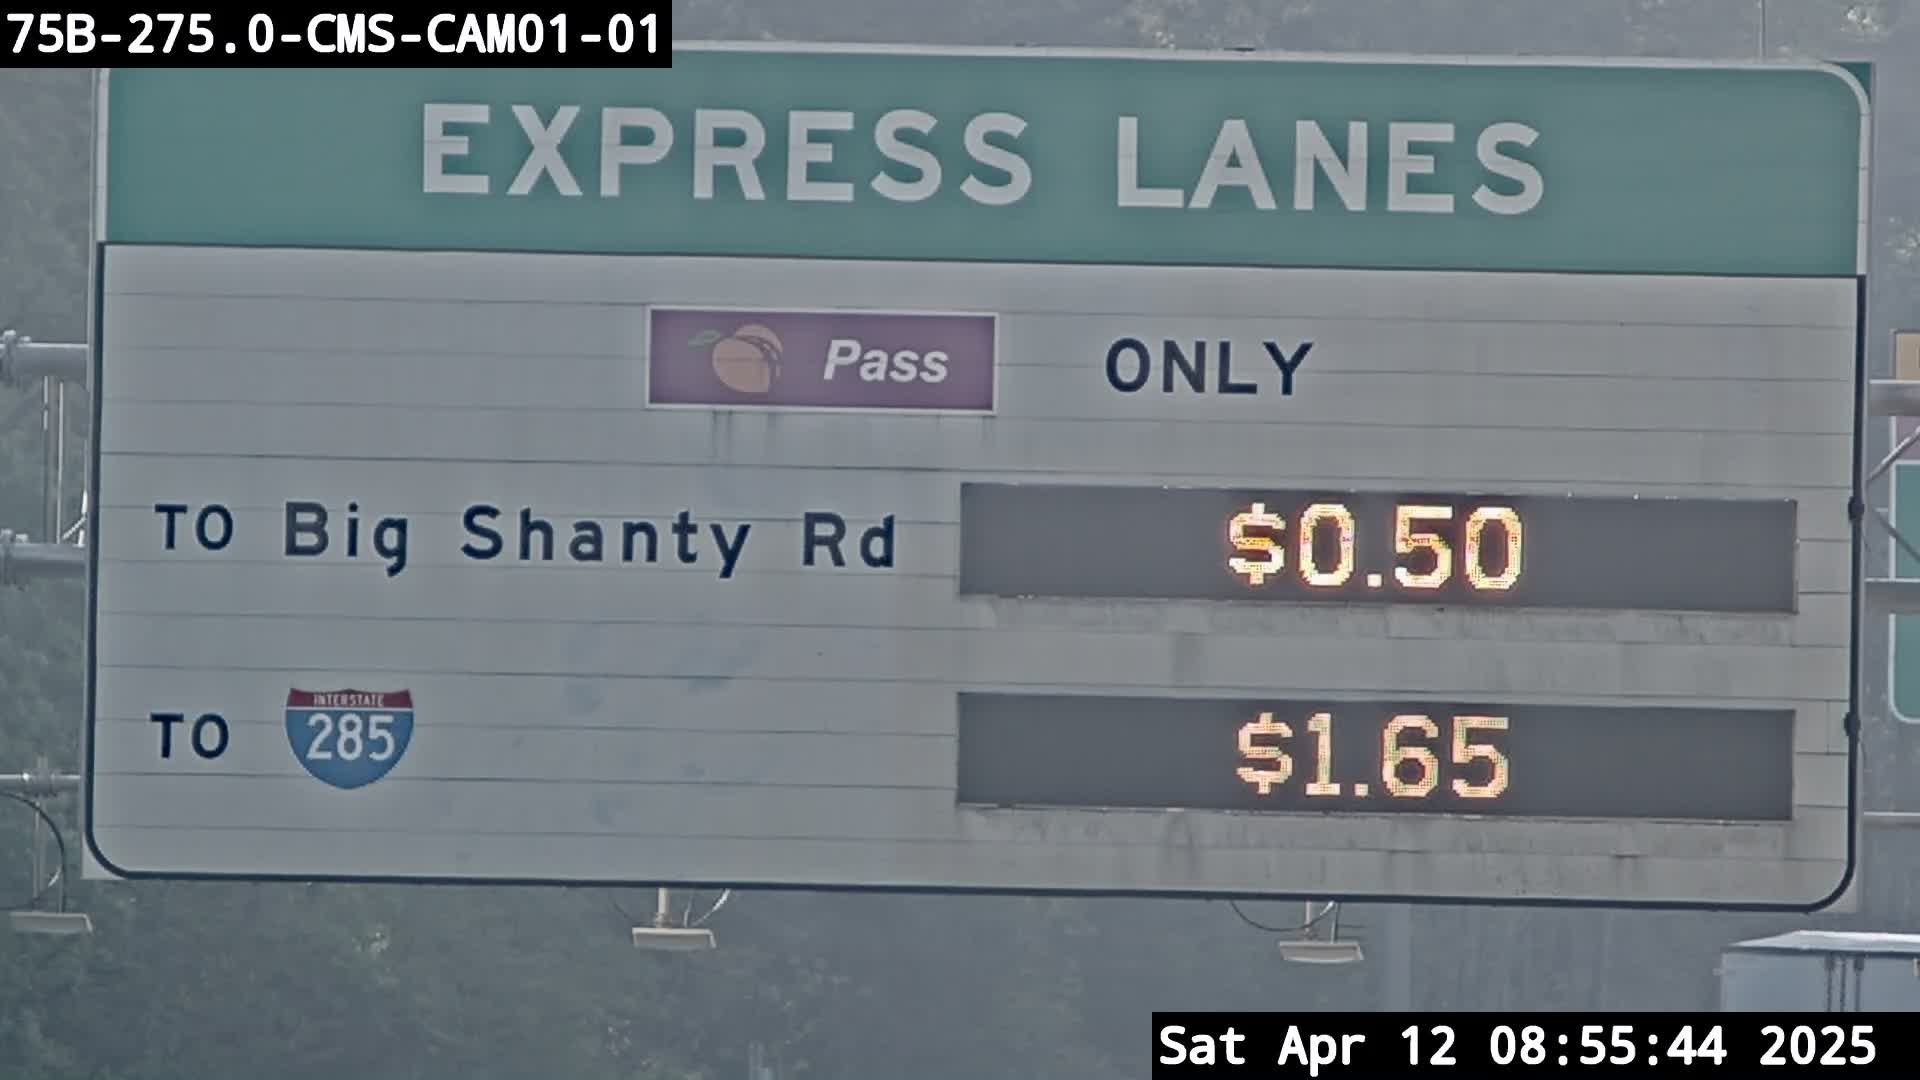 75B-275.0-CMS-CAM01-01
EXPRESS LANES
Pass ONLY
TO Big Shanty Rd $0.50
INTERSTATE
TO 285 $1.65
Sat Apr 12 08:55:44 2025